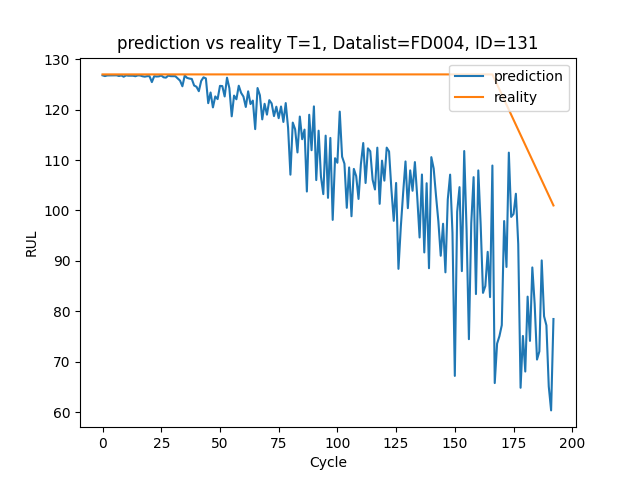 prediction vs reality T=1, Datalist=FD004, ID=131
prediction
reality
RUL
130
120
110
100
90
80
70
60
0 25 50 75 100 125 150 175 200
Cycle